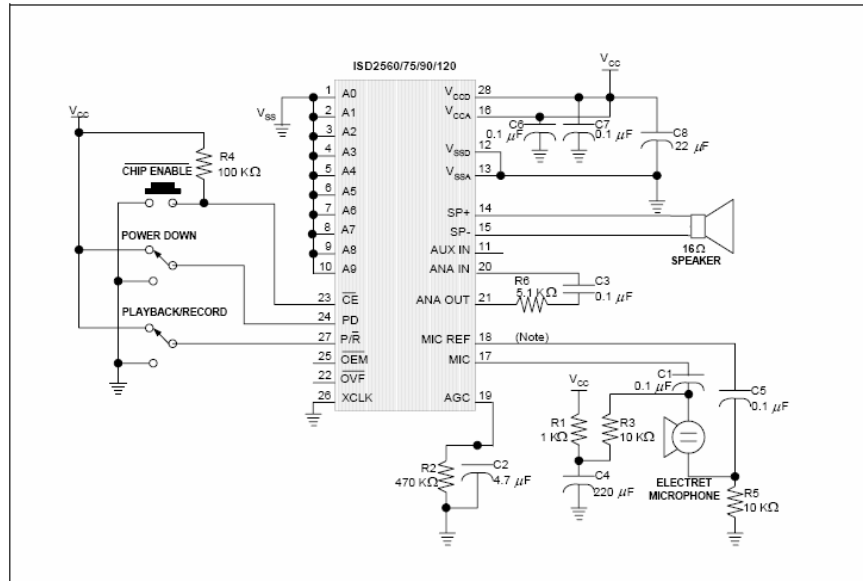 ISD2560/75/90/120
VCC
R4
100 KΩ
CHIP ENABLE
POWER DOWN
PLAYBACK/RECORD
VSS
1 A0
2 A1
3 A2
4 A3
5 A4
6 A5
7 A6
8 A7
9 A8
10 A9
23 CE
24 PD
27 P/R
25 OEM
22 OVF
26 XCLK
VCCD 28
VCCA 16
VSSD 12
VSSA 13
SP+ 14
SP- 15
AUX IN 11
ANA IN 20
ANA OUT 21
MIC REF 18 (Note)
MIC 17
AGC 19
VCC
C6
0.1 µF
C7
0.1 µF
C8
22 µF
16Ω
SPEAKER
R6
5.1 KΩ
C3
0.1 µF
C1
0.1 µF
C5
0.1 µF
VCC
R1
1 KΩ
R3
10 KΩ
C4
220 µF
ELECTRET
MICROPHONE
R5
10 KΩ
R2
470 KΩ
C2
4.7 µF